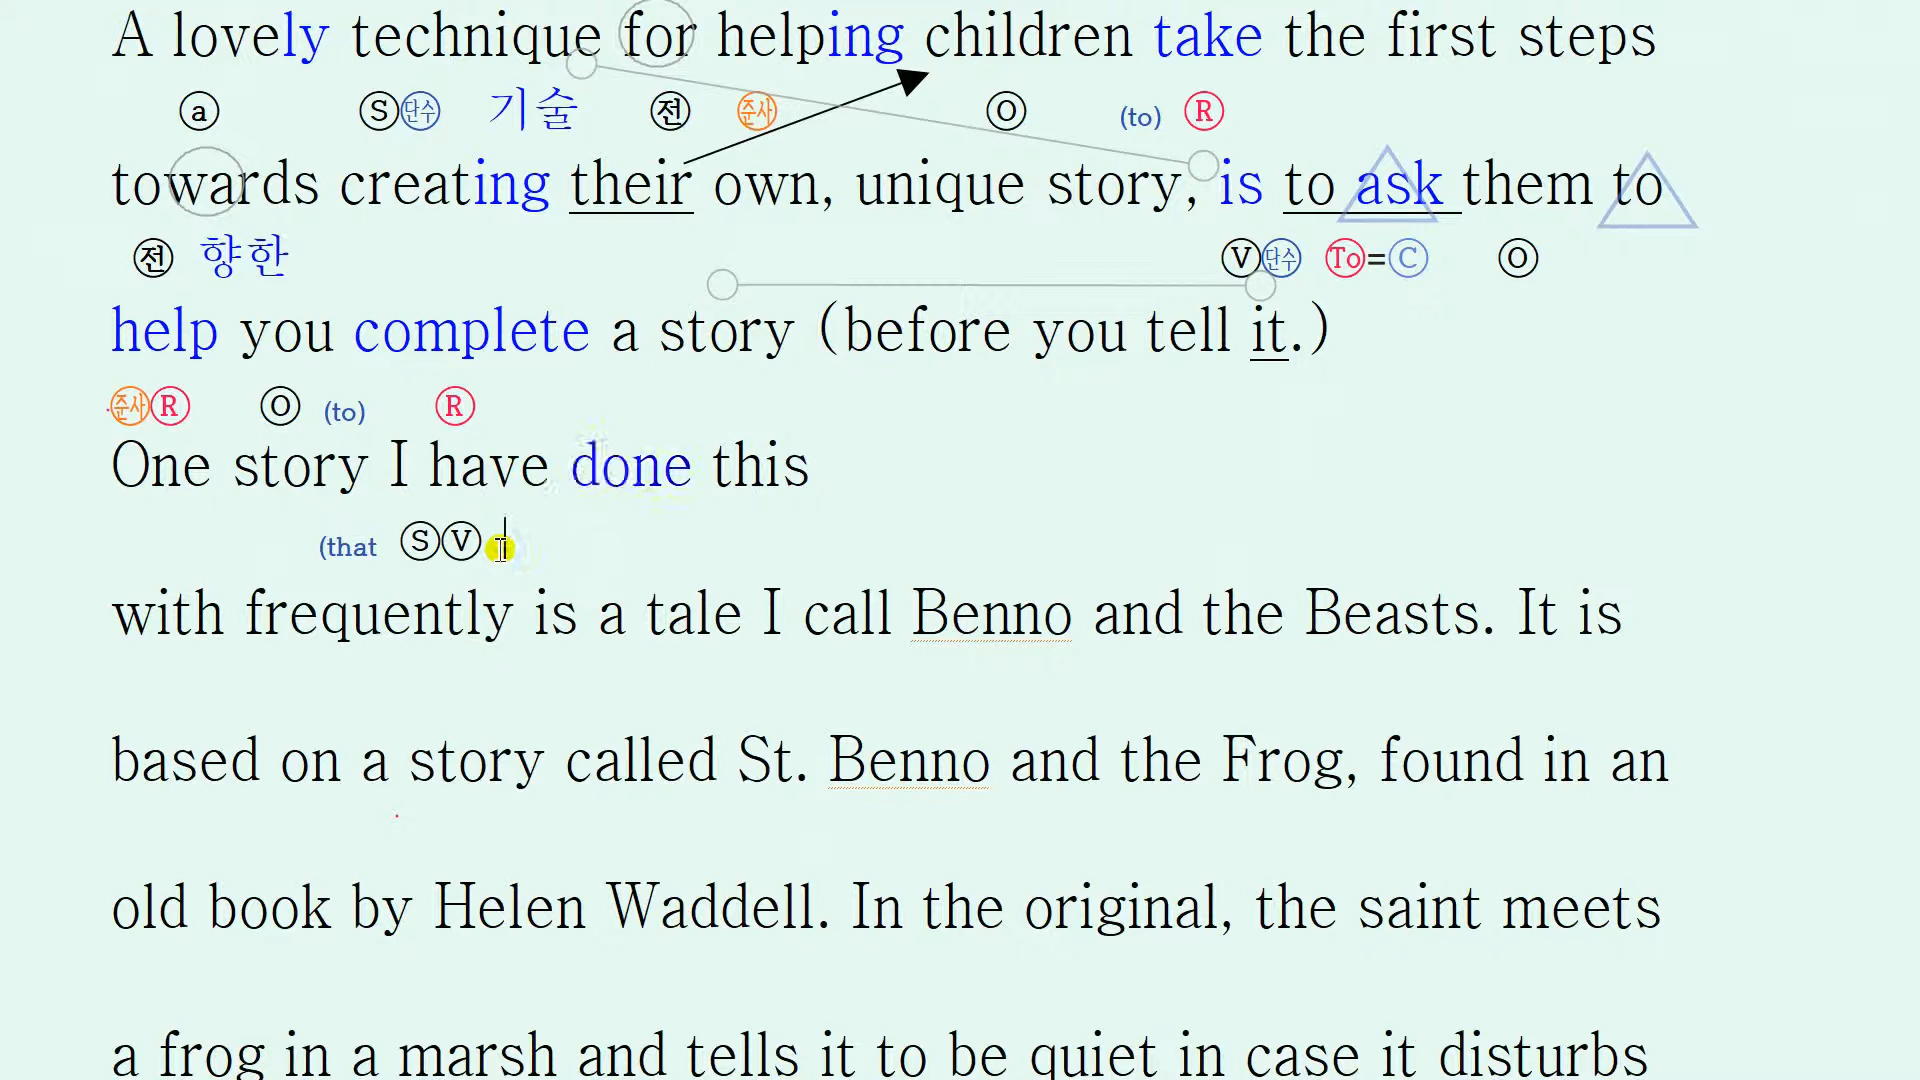 A lovely technique for helping children take the first steps
ⓐ Ⓢ 단수 기술 전 준사 Ⓞ (to) Ⓡ
towards creating their own, unique story, is to ask them to
전 향한 Ⓥ 단수 To=Ⓒ Ⓞ
help you complete a story (before you tell it.)
준사 Ⓡ Ⓞ (to) Ⓡ
One story I have done this
(that ⓈⓋ
with frequently is a tale I call Benno and the Beasts. It is
based on a story called St. Benno and the Frog, found in an
old book by Helen Waddell. In the original, the saint meets
a frog in a marsh and tells it to be quiet in case it disturbs